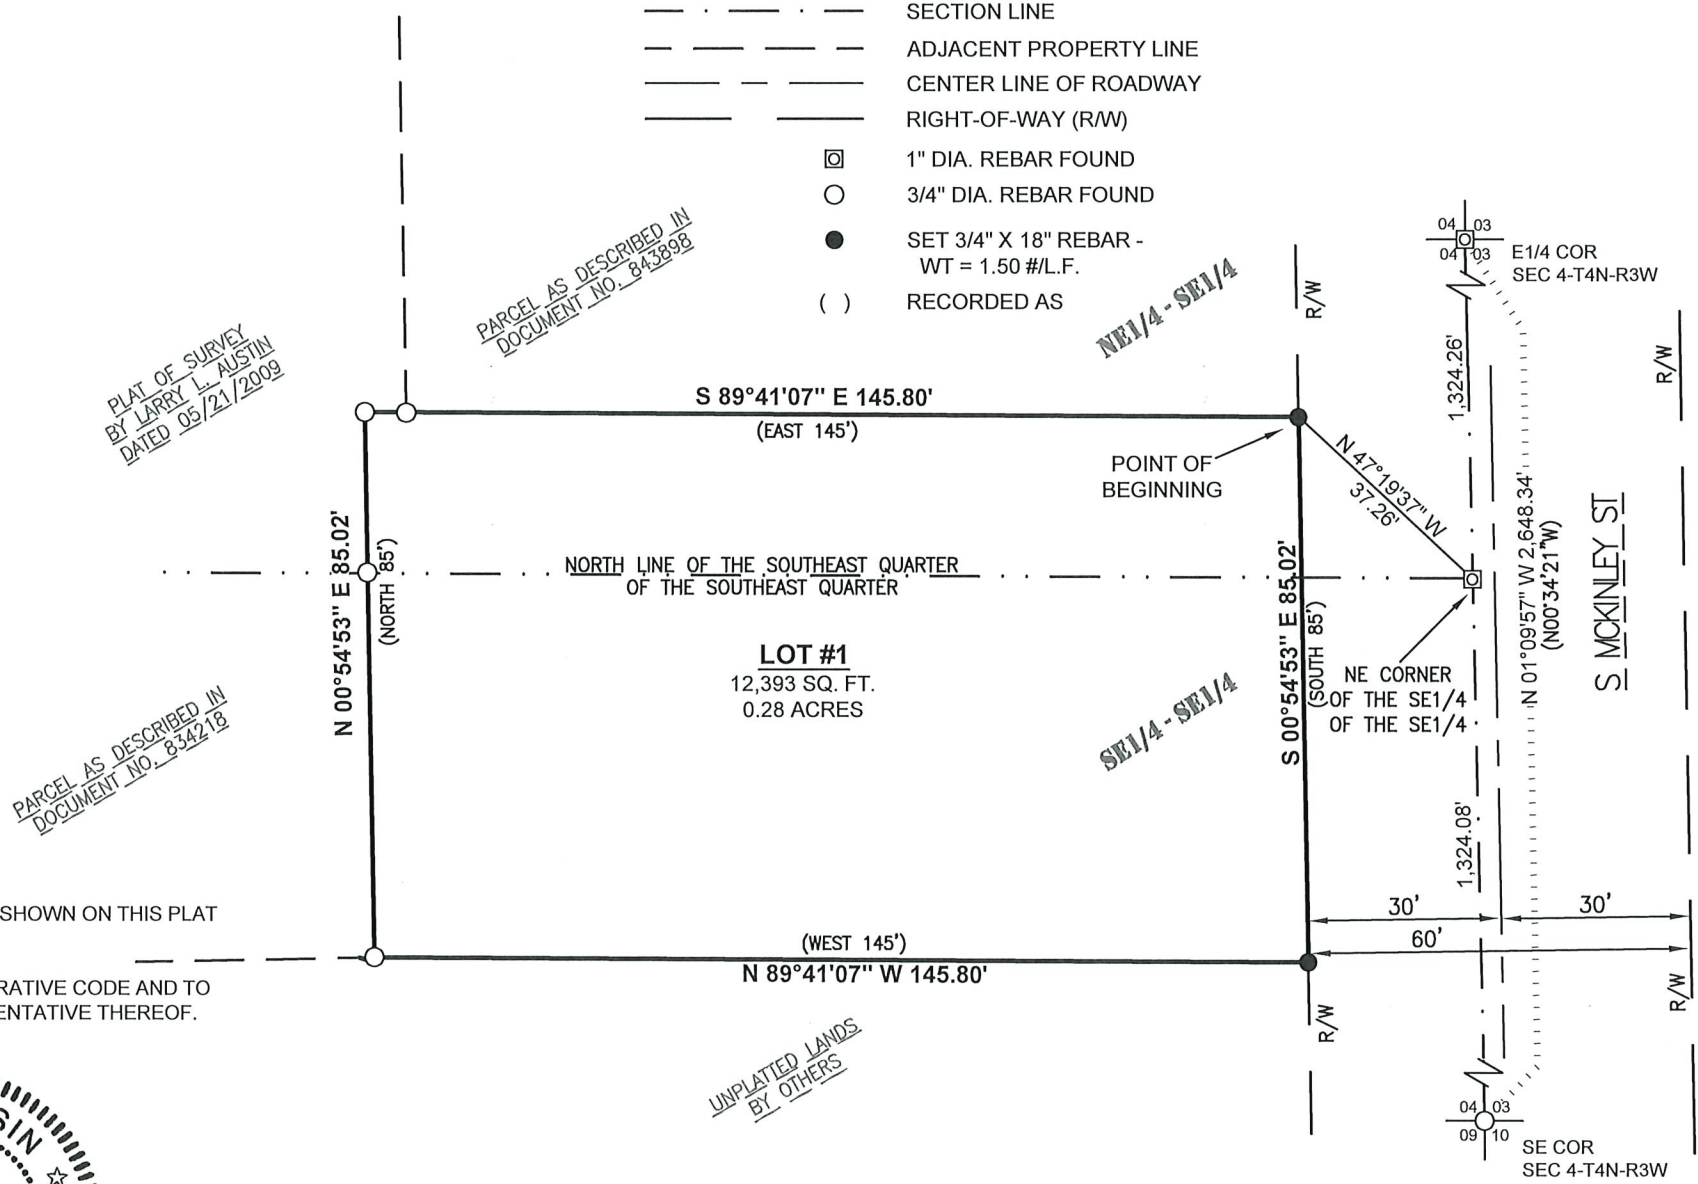 SECTION LINE
ADJACENT PROPERTY LINE
CENTER LINE OF ROADWAY
RIGHT-OF-WAY (R/W)
1" DIA. REBAR FOUND
3/4" DIA. REBAR FOUND
SET 3/4" X 18" REBAR -
WT = 1.50 #/L.F.
( ) RECORDED AS
PARCEL AS DESCRIBED IN
DOCUMENT NO. 843898
PLAT OF SURVEY
BY LARRY L. AUSTIN
DATED 05/21/2009
NE1/4 - SE1/4
R/W
04 03
04 03
E1/4 COR
SEC 4-T4N-R3W
1,324.26'
R/W
S 89°41'07" E 145.80'
(EAST 145')
POINT OF
BEGINNING
N 47°19'37" W
37.26'
N 01°09'57" W 2,648.34'
(N00°34'21"W)
S MCKINLEY ST
N 00°54'53" E 85.02'
(NORTH 85')
NORTH LINE OF THE SOUTHEAST QUARTER
OF THE SOUTHEAST QUARTER
LOT #1
12,393 SQ. FT.
0.28 ACRES
S 00°54'53" E 85.02'
(SOUTH 85')
NE CORNER
OF THE SE1/4
OF THE SE1/4
SE1/4 - SE1/4
PARCEL AS DESCRIBED IN
DOCUMENT NO. 834218
1,324.08'
SHOWN ON THIS PLAT
30'
30'
60'
(WEST 145')
N 89°41'07" W 145.80'
RATIVE CODE AND TO
ENTATIVE THEREOF.
R/W
R/W
UNPLATTED LANDS
BY OTHERS
04 03
09 10
SE COR
SEC 4-T4N-R3W
SIN